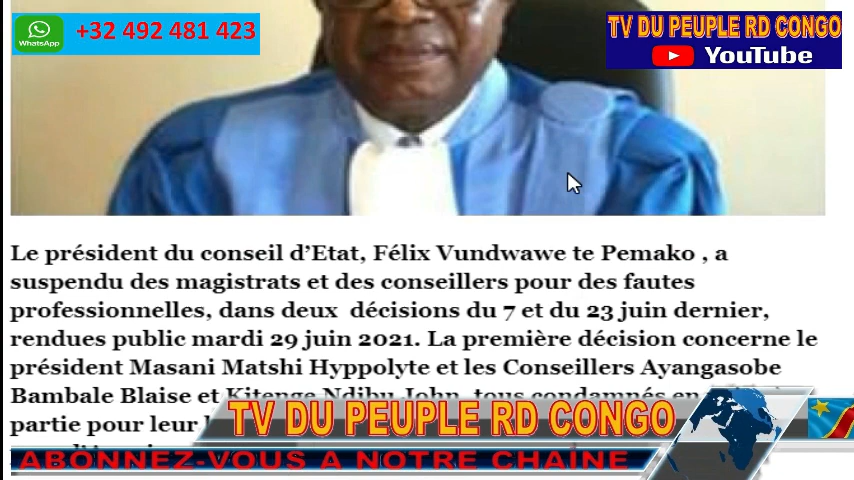 WhatsApp
+32 492 481 423
TV DU PEUPLE RD CONGO
YouTube
Le président du conseil d’Etat, Félix Vundwawe te Pemako , a
suspendu des magistrats et des conseillers pour des fautes
professionnelles, dans deux décisions du 7 et du 23 juin dernier,
rendues public mardi 29 juin 2021. La première décision concerne le
président Masani Matshi Hyppolyte et les Conseillers Ayangasobe
Bambale Blaise et Kitenge Ndibu John, tous condamnés en
partie pour leur
TV DU PEUPLE RD CONGO
ABONNEZ-VOUS A NOTRE CHAINE